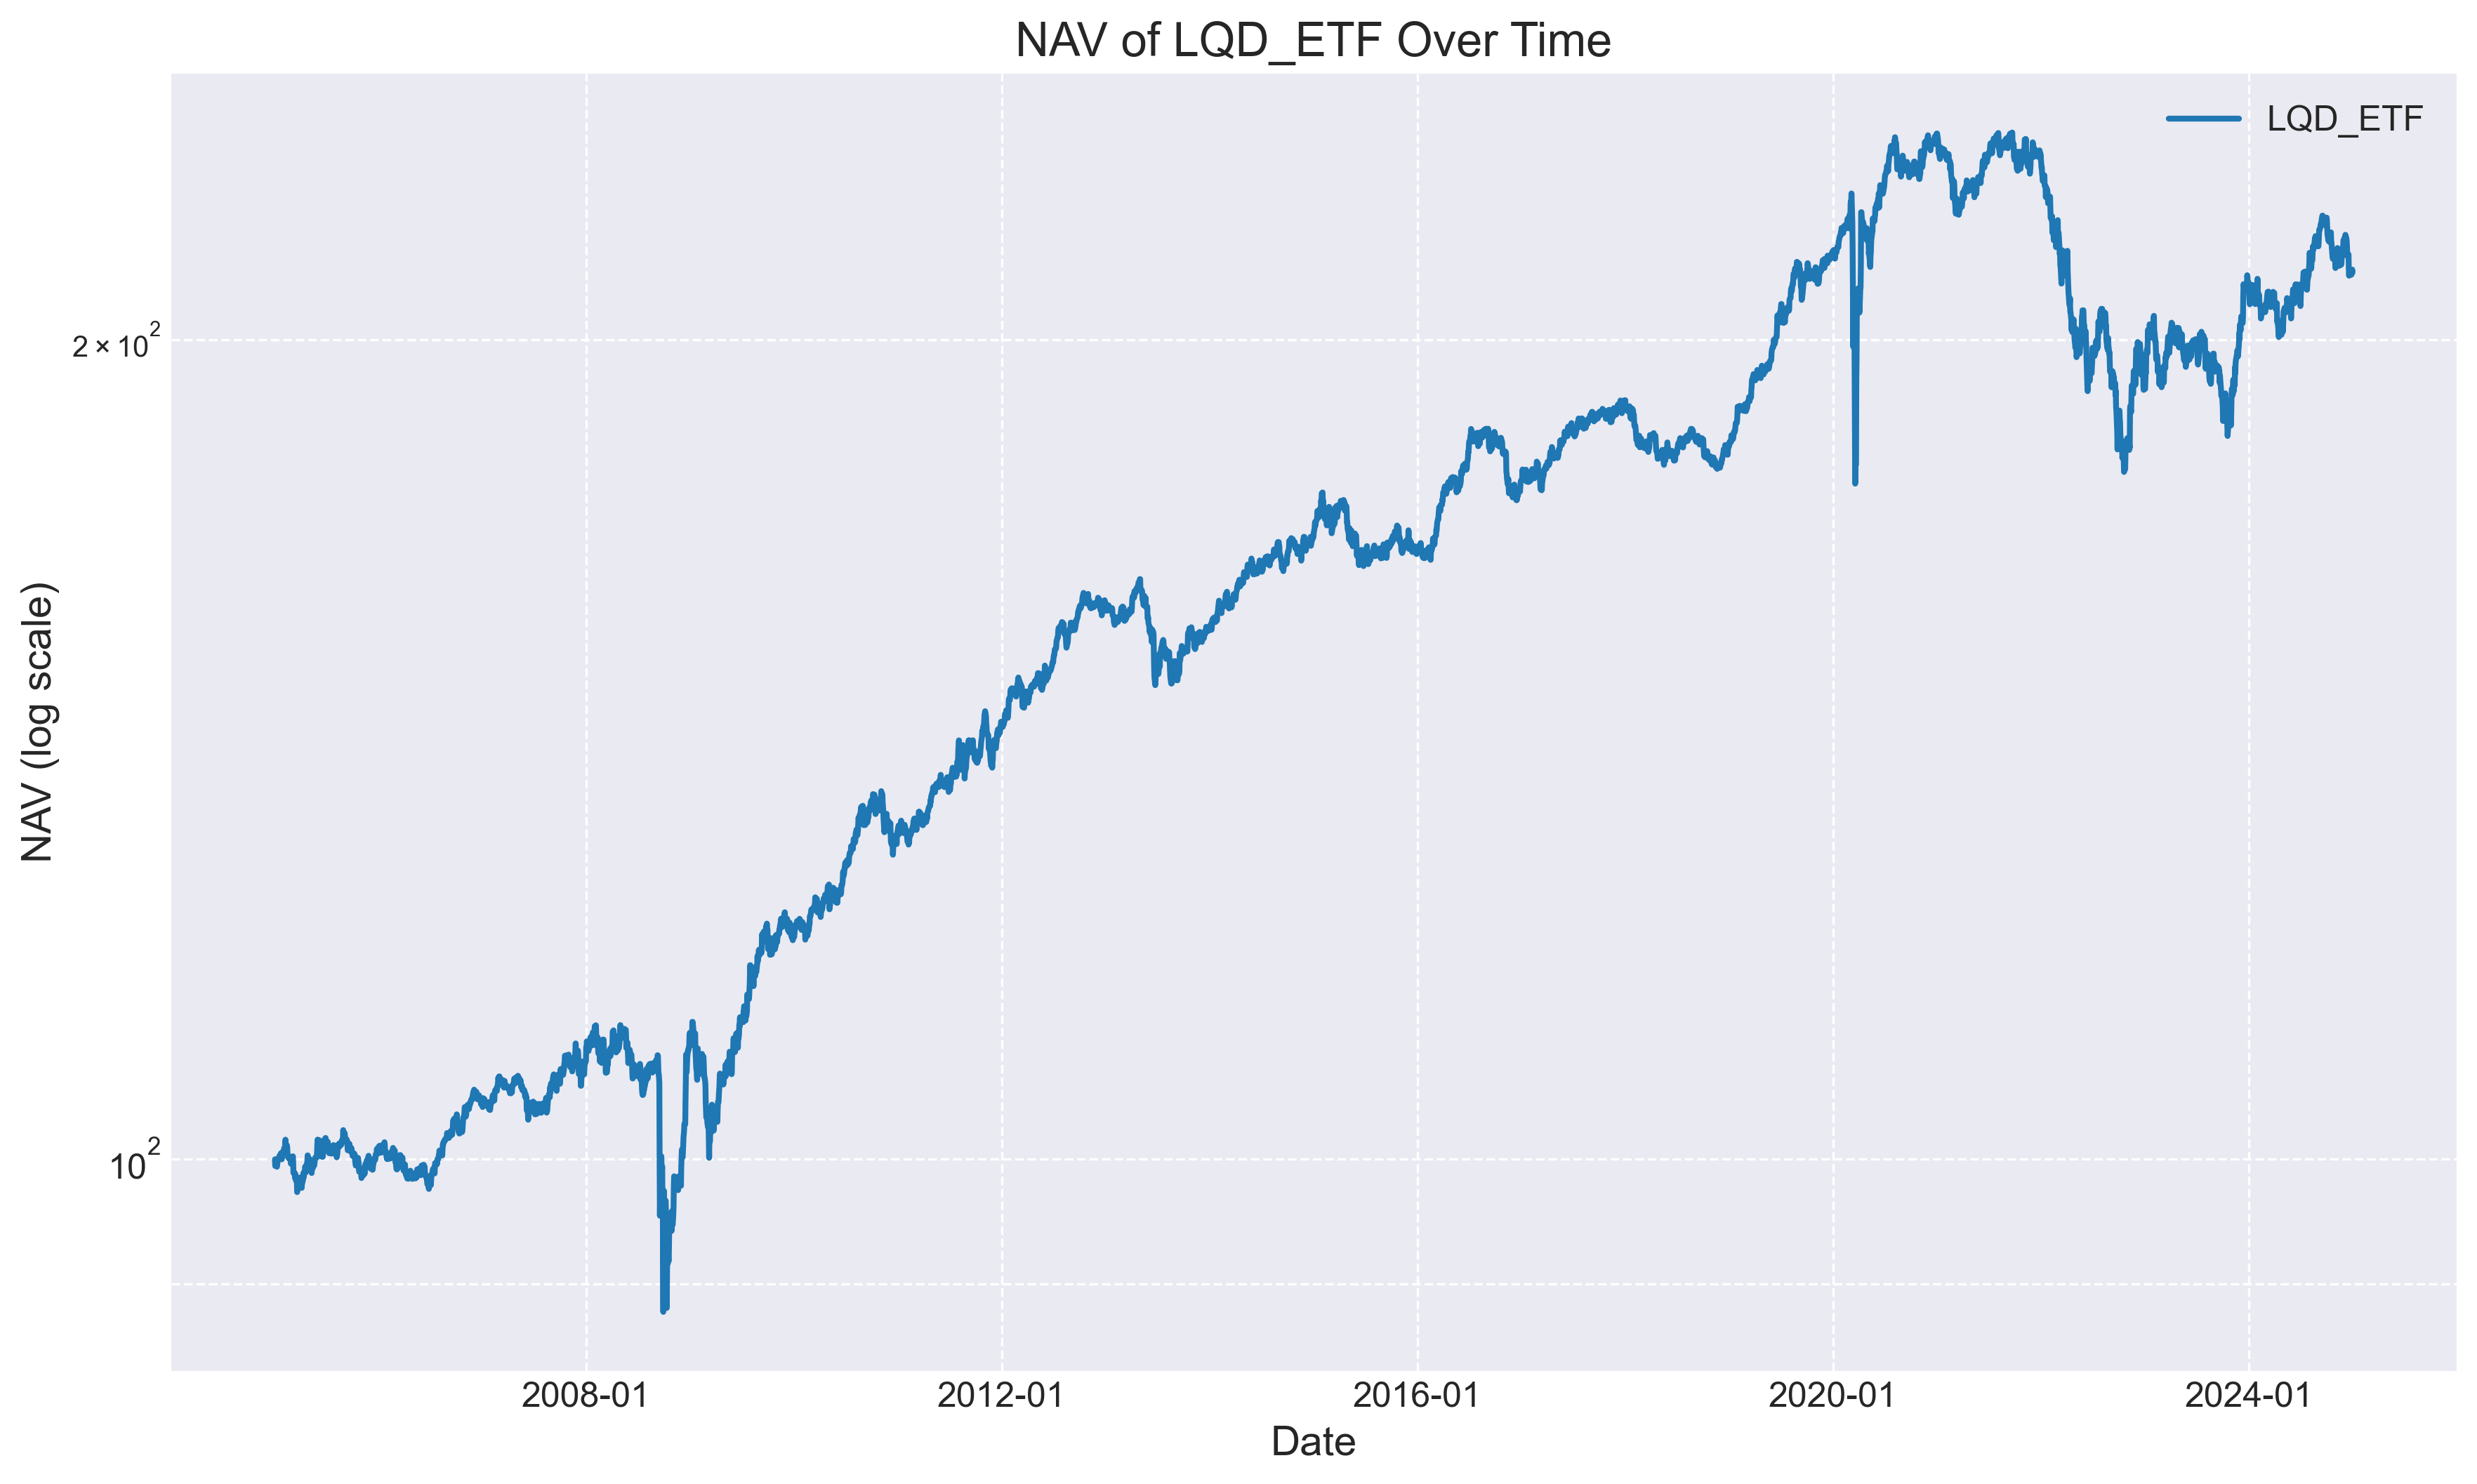 NAV of LQD_ETF Over Time
LQD_ETF
2 × 10²
10²
NAV (log scale)
2008-01
2012-01
2016-01
2020-01
2024-01
Date